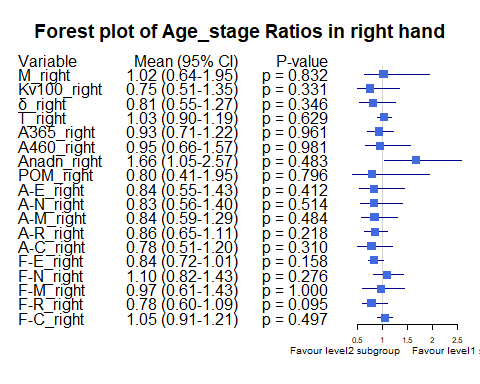 Forest plot of Age_stage Ratios in right hand
Variable Mean (95% CI) P-value
M_right 1.02 (0.64-1.95) p = 0.832
Kv100_right 0.75 (0.51-1.35) p = 0.331
δ_right 0.81 (0.55-1.27) p = 0.346
T_right 1.03 (0.90-1.19) p = 0.629
A365_right 0.93 (0.71-1.22) p = 0.961
A460_right 0.95 (0.66-1.57) p = 0.981
Anadn_right 1.66 (1.05-2.57) p = 0.483
POM_right 0.80 (0.41-1.95) p = 0.796
A-E_right 0.84 (0.55-1.43) p = 0.412
A-N_right 0.83 (0.56-1.40) p = 0.514
A-M_right 0.84 (0.59-1.29) p = 0.484
A-R_right 0.86 (0.65-1.11) p = 0.218
A-C_right 0.78 (0.51-1.20) p = 0.310
F-E_right 0.84 (0.72-1.01) p = 0.158
F-N_right 1.10 (0.82-1.43) p = 0.276
F-M_right 0.97 (0.61-1.43) p = 1.000
F-R_right 0.78 (0.60-1.09) p = 0.095
F-C_right 1.05 (0.91-1.21) p = 0.497
0.5 1 1.5 2 2.5
Favour level2 subgroup Favour level1 s